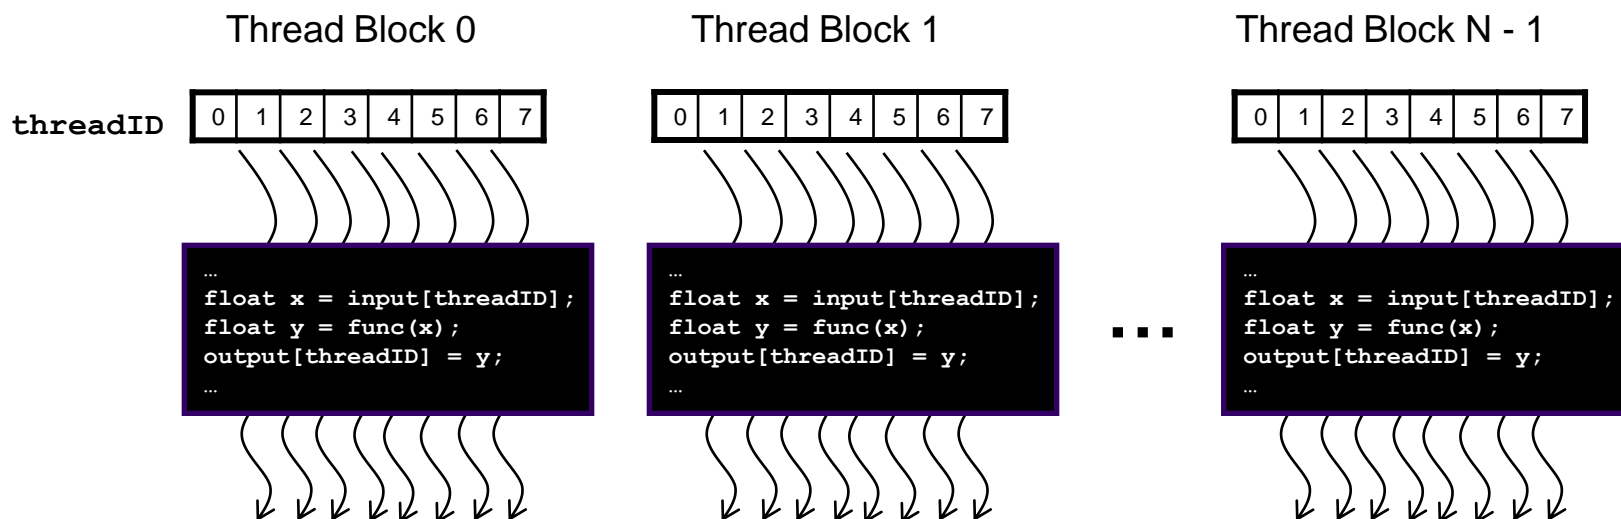 Thread Block 0
Thread Block 1
Thread Block N - 1
threadID
0 1 2 3 4 5 6 7
0 1 2 3 4 5 6 7
0 1 2 3 4 5 6 7
…
float x = input[threadID];
float y = func(x);
output[threadID] = y;
…
…
float x = input[threadID];
float y = func(x);
output[threadID] = y;
…
...
…
float x = input[threadID];
float y = func(x);
output[threadID] = y;
…